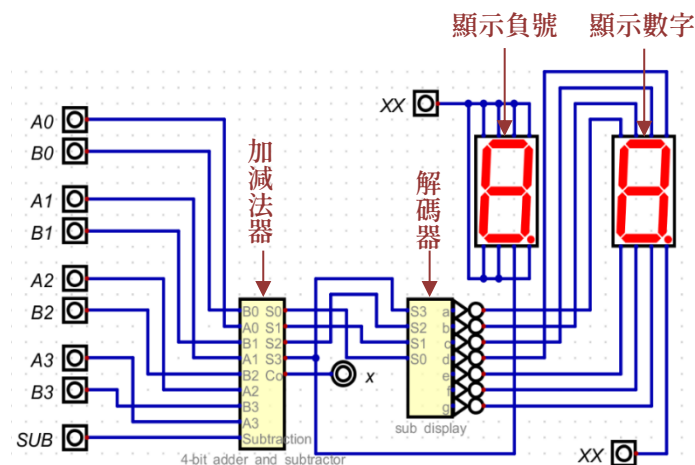 顯示負號
顯示數字
XX
A0
B0
A1
B1
A2
B2
A3
B3
SUB
加減法器
解碼器
B0 S0
A0 S1
B1 S2
A1 S3
B2 Co
A2
B3
A3
Subtraction
4-bit adder and subtractor
x
S3 a
S2 b
S1 c
S0 d
e
f
g
sub display
XX